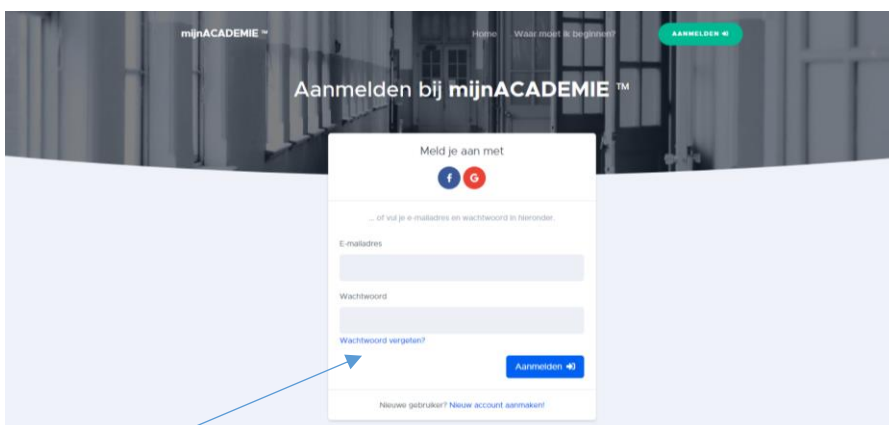 mijnACADEMIE ™
Home Waar moet ik beginnen? AANMELDEN
Aanmelden bij mijnACADEMIE ™
Meld je aan met
f G
... of vul je e-mailadres en wachtwoord in hieronder.
E-mailadres
Wachtwoord
Wachtwoord vergeten?
Aanmelden
Nieuwe gebruiker? Nieuw account aanmaken!